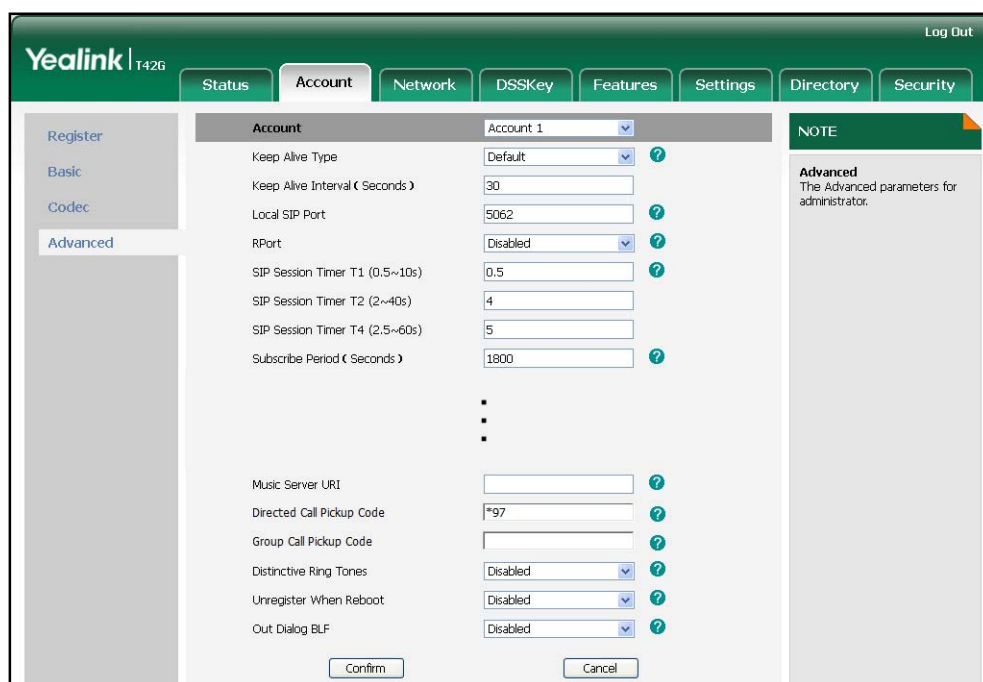 Log Out
Yealink T42G
Status Account Network DSSKey Features Settings Directory Security
Register
Basic
Codec
Advanced
Account Account 1
Keep Alive Type Default ?
Keep Alive Interval ( Seconds ) 30
Local SIP Port 5062 ?
RPort Disabled ?
SIP Session Timer T1 (0.5~10s) 0.5 ?
SIP Session Timer T2 (2~40s) 4
SIP Session Timer T4 (2.5~60s) 5
Subscribe Period ( Seconds ) 1800 ?
Music Server URI ?
Directed Call Pickup Code *97 ?
Group Call Pickup Code ?
Distinctive Ring Tones Disabled ?
Unregister When Reboot Disabled ?
Out Dialog BLF Disabled ?
Confirm Cancel
NOTE
Advanced
The Advanced parameters for
administrator.